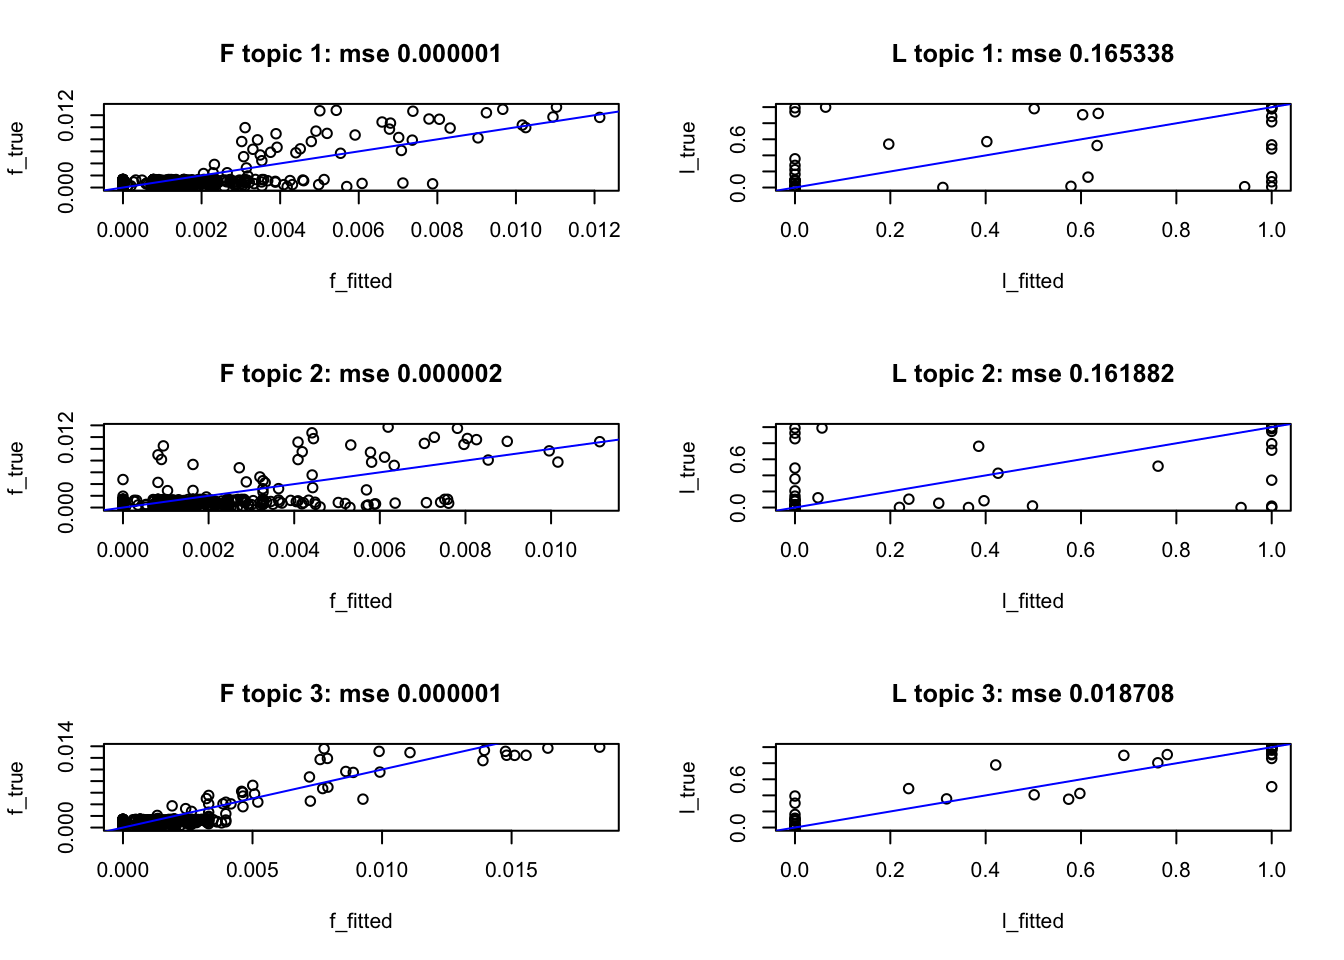 F topic 1: mse 0.000001
f_true
0.012
0.000
0.000 0.002 0.004 0.006 0.008 0.010 0.012
f_fitted
L topic 1: mse 0.165338
l_true
0.6
0.0
0.0 0.2 0.4 0.6 0.8 1.0
l_fitted
F topic 2: mse 0.000002
f_true
0.012
0.000
0.000 0.002 0.004 0.006 0.008 0.010
f_fitted
L topic 2: mse 0.161882
l_true
0.6
0.0
0.0 0.2 0.4 0.6 0.8 1.0
l_fitted
F topic 3: mse 0.000001
f_true
0.014
0.000
0.000 0.005 0.010 0.015
f_fitted
L topic 3: mse 0.018708
l_true
0.6
0.0
0.0 0.2 0.4 0.6 0.8 1.0
l_fitted